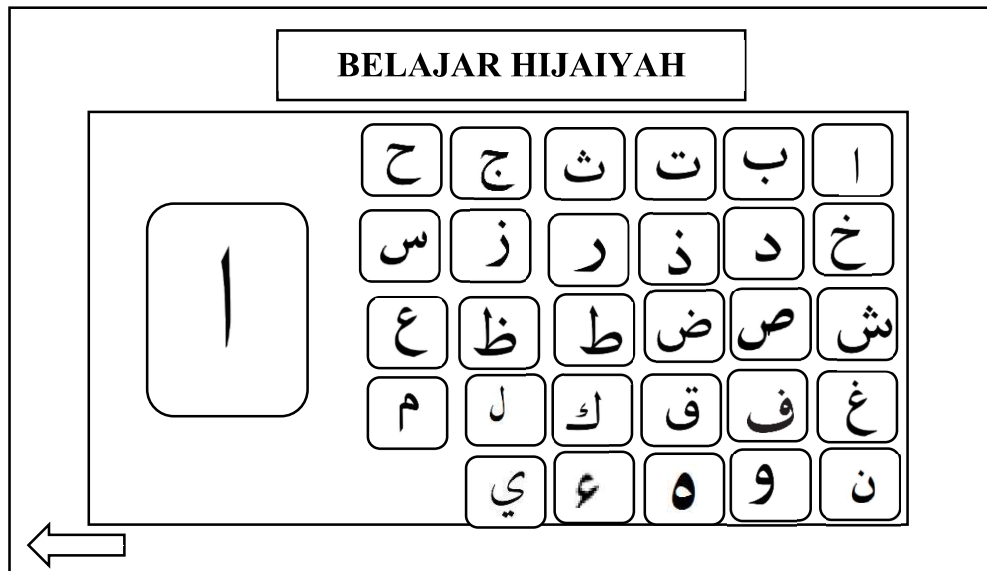 BELAJAR HIJAIYAH
ا
ا ب ت ث ج ح
خ د ذ ر ز س
ش ص ض ط ظ ع
غ ف ق ك ل م
ن و ه ء ي